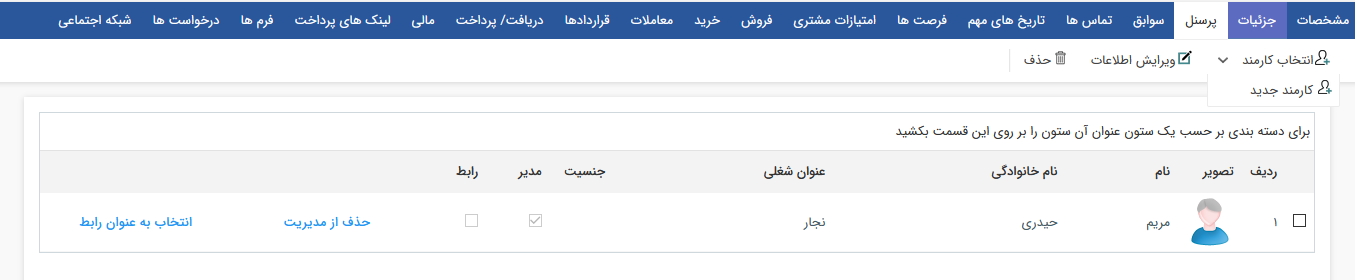 مشخصات جزئیات پرسنل سوابق تماس ها تاریخ های مهم فرصت ها امتیازات مشتری فروش خرید معاملات قراردادها دریافت/ پرداخت مالی لینک های پرداخت فرم ها درخواست ها شبکه اجتماعی
انتخاب کارمند ویرایش اطلاعات حذف
کارمند جدید
برای دسته بندی بر حسب یک ستون عنوان آن ستون را بر روی این قسمت بکشید
ردیف تصویر نام نام خانوادگی عنوان شغلی جنسیت مدیر رابط
۱ مریم حیدری نجار حذف از مدیریت انتخاب به عنوان رابط